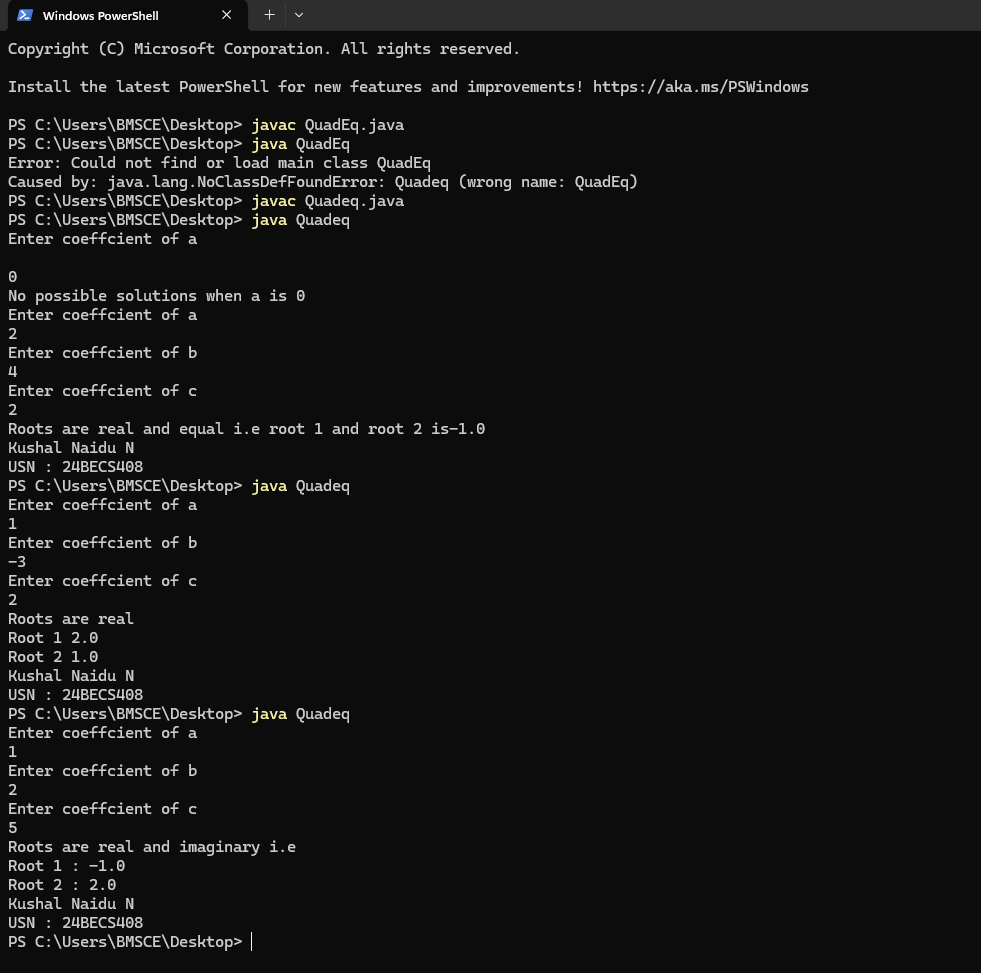 Windows PowerShell
Copyright (C) Microsoft Corporation. All rights reserved.
Install the latest PowerShell for new features and improvements! https://aka.ms/PSWindows
PS C:\Users\BMSCE\Desktop> javac QuadEq.java
PS C:\Users\BMSCE\Desktop> java QuadEq
Error: Could not find or load main class QuadEq
Caused by: java.lang.NoClassDefFoundError: Quadeq (wrong name: QuadEq)
PS C:\Users\BMSCE\Desktop> javac Quadeq.java
PS C:\Users\BMSCE\Desktop> java Quadeq
Enter coeffcient of a
0
No possible solutions when a is 0
Enter coeffcient of a
2
Enter coeffcient of b
4
Enter coeffcient of c
2
Roots are real and equal i.e root 1 and root 2 is-1.0
Kushal Naidu N
USN : 24BECS408
PS C:\Users\BMSCE\Desktop> java Quadeq
Enter coeffcient of a
1
Enter coeffcient of b
-3
Enter coeffcient of c
2
Roots are real
Root 1 2.0
Root 2 1.0
Kushal Naidu N
USN : 24BECS408
PS C:\Users\BMSCE\Desktop> java Quadeq
Enter coeffcient of a
1
Enter coeffcient of b
2
Enter coeffcient of c
5
Roots are real and imaginary i.e
Root 1 : -1.0
Root 2 : 2.0
Kushal Naidu N
USN : 24BECS408
PS C:\Users\BMSCE\Desktop>